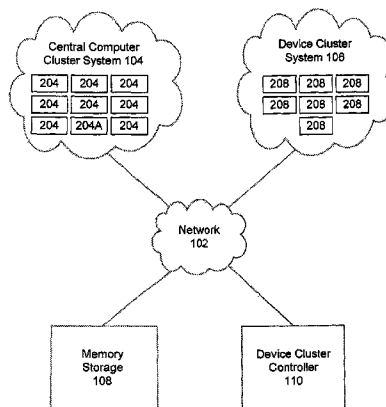 Central Computer
Cluster System 104
204 204 204
204 204 204
204 204A 204
Device Cluster
System 106
208 208 208
208 208 208
208
Network
102
Memory
Storage
108
Device Cluster
Controller
110